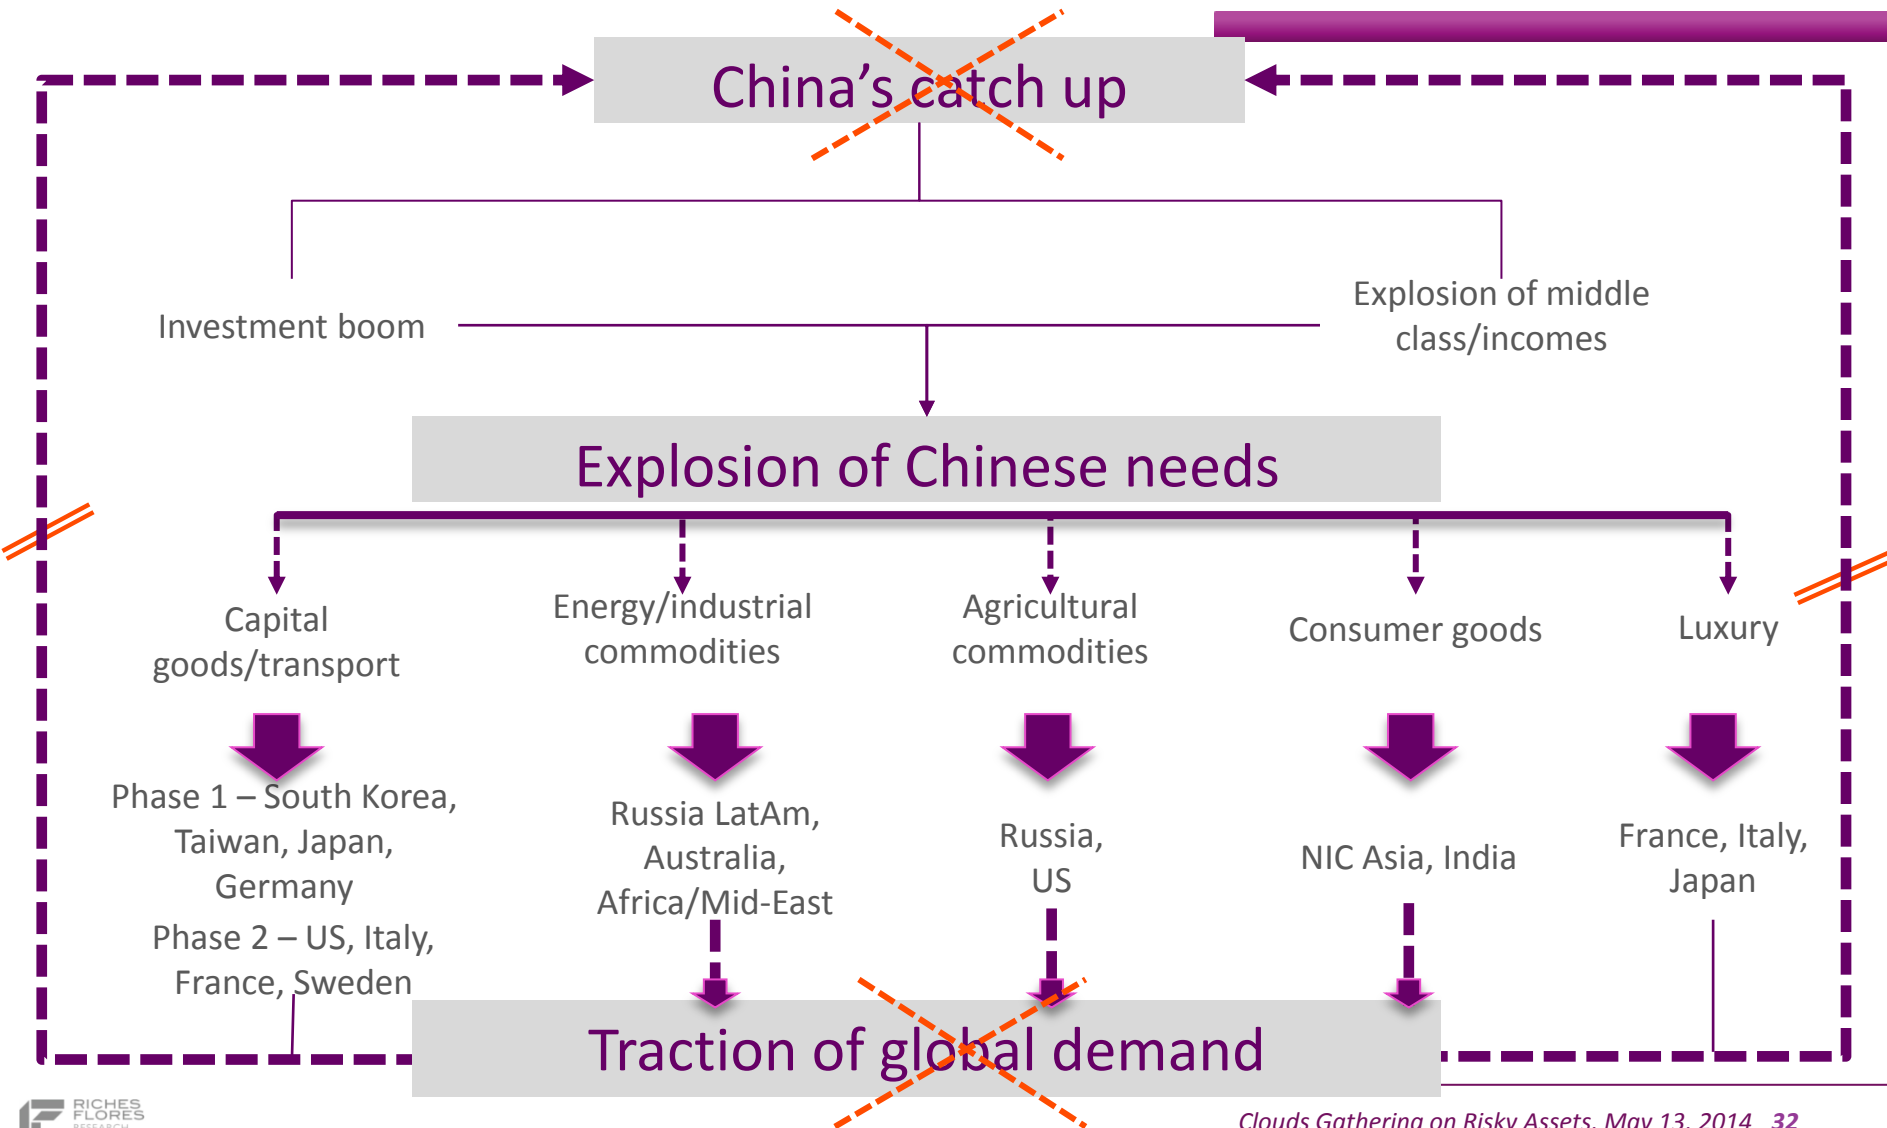 China’s catch up
Investment boom
Explosion of middle
class/incomes
Explosion of Chinese needs
Capital
goods/transport
Energy/industrial
commodities
Agricultural
commodities
Consumer goods
Luxury
Phase 1 – South Korea,
Taiwan, Japan,
Germany
Phase 2 – US, Italy,
France, Sweden
Russia LatAm,
Australia,
Africa/Mid-East
Russia,
US
NIC Asia, India
France, Italy,
Japan
Traction of global demand
RICHES
FLORES
RESEARCH
Clouds Gathering on Risky Assets, May 13, 2014 32